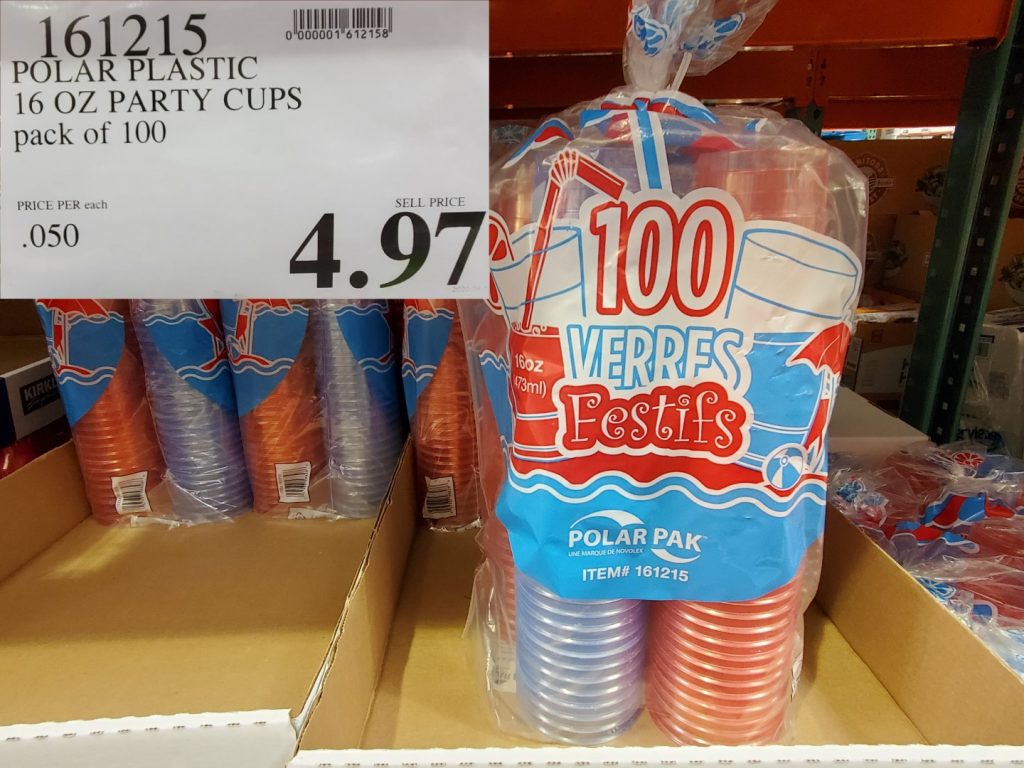 161215
0 000001 612158
POLAR PLASTIC
16 OZ PARTY CUPS
pack of 100
PRICE PER each
SELL PRICE
.050
4.97
100
16oz
(473ml)
VERRES
Festifs
POLAR PAK
UNE MARQUE DE NOVOLEX
ITEM# 161215